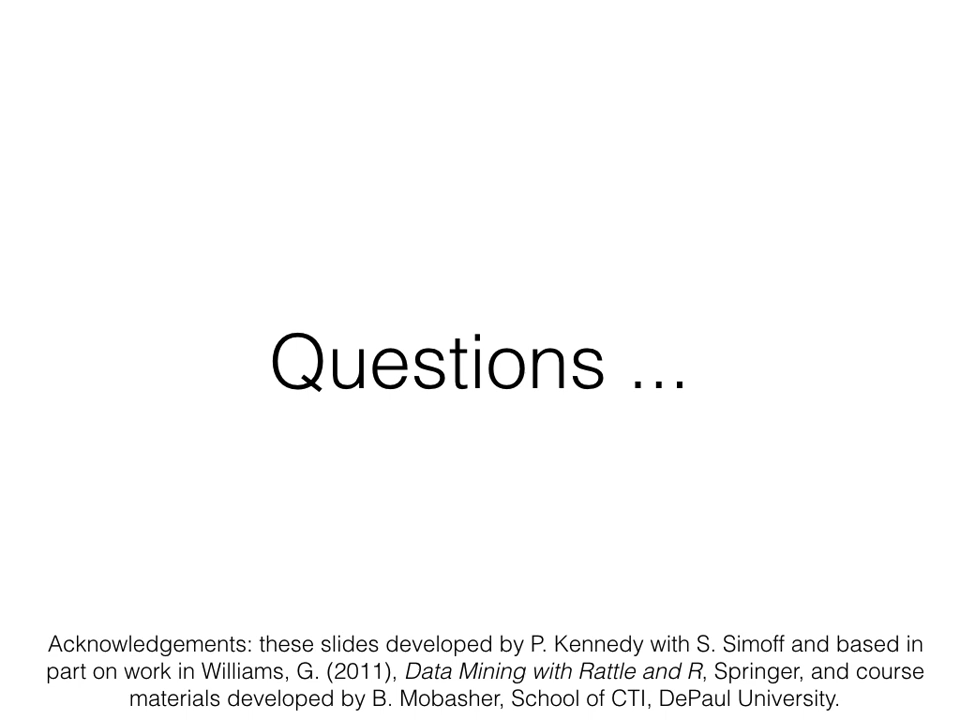 Questions ...
Acknowledgements: these slides developed by P. Kennedy with S. Simoff and based in
part on work in Williams, G. (2011), Data Mining with Rattle and R, Springer, and course
materials developed by B. Mobasher, School of CTI, DePaul University.